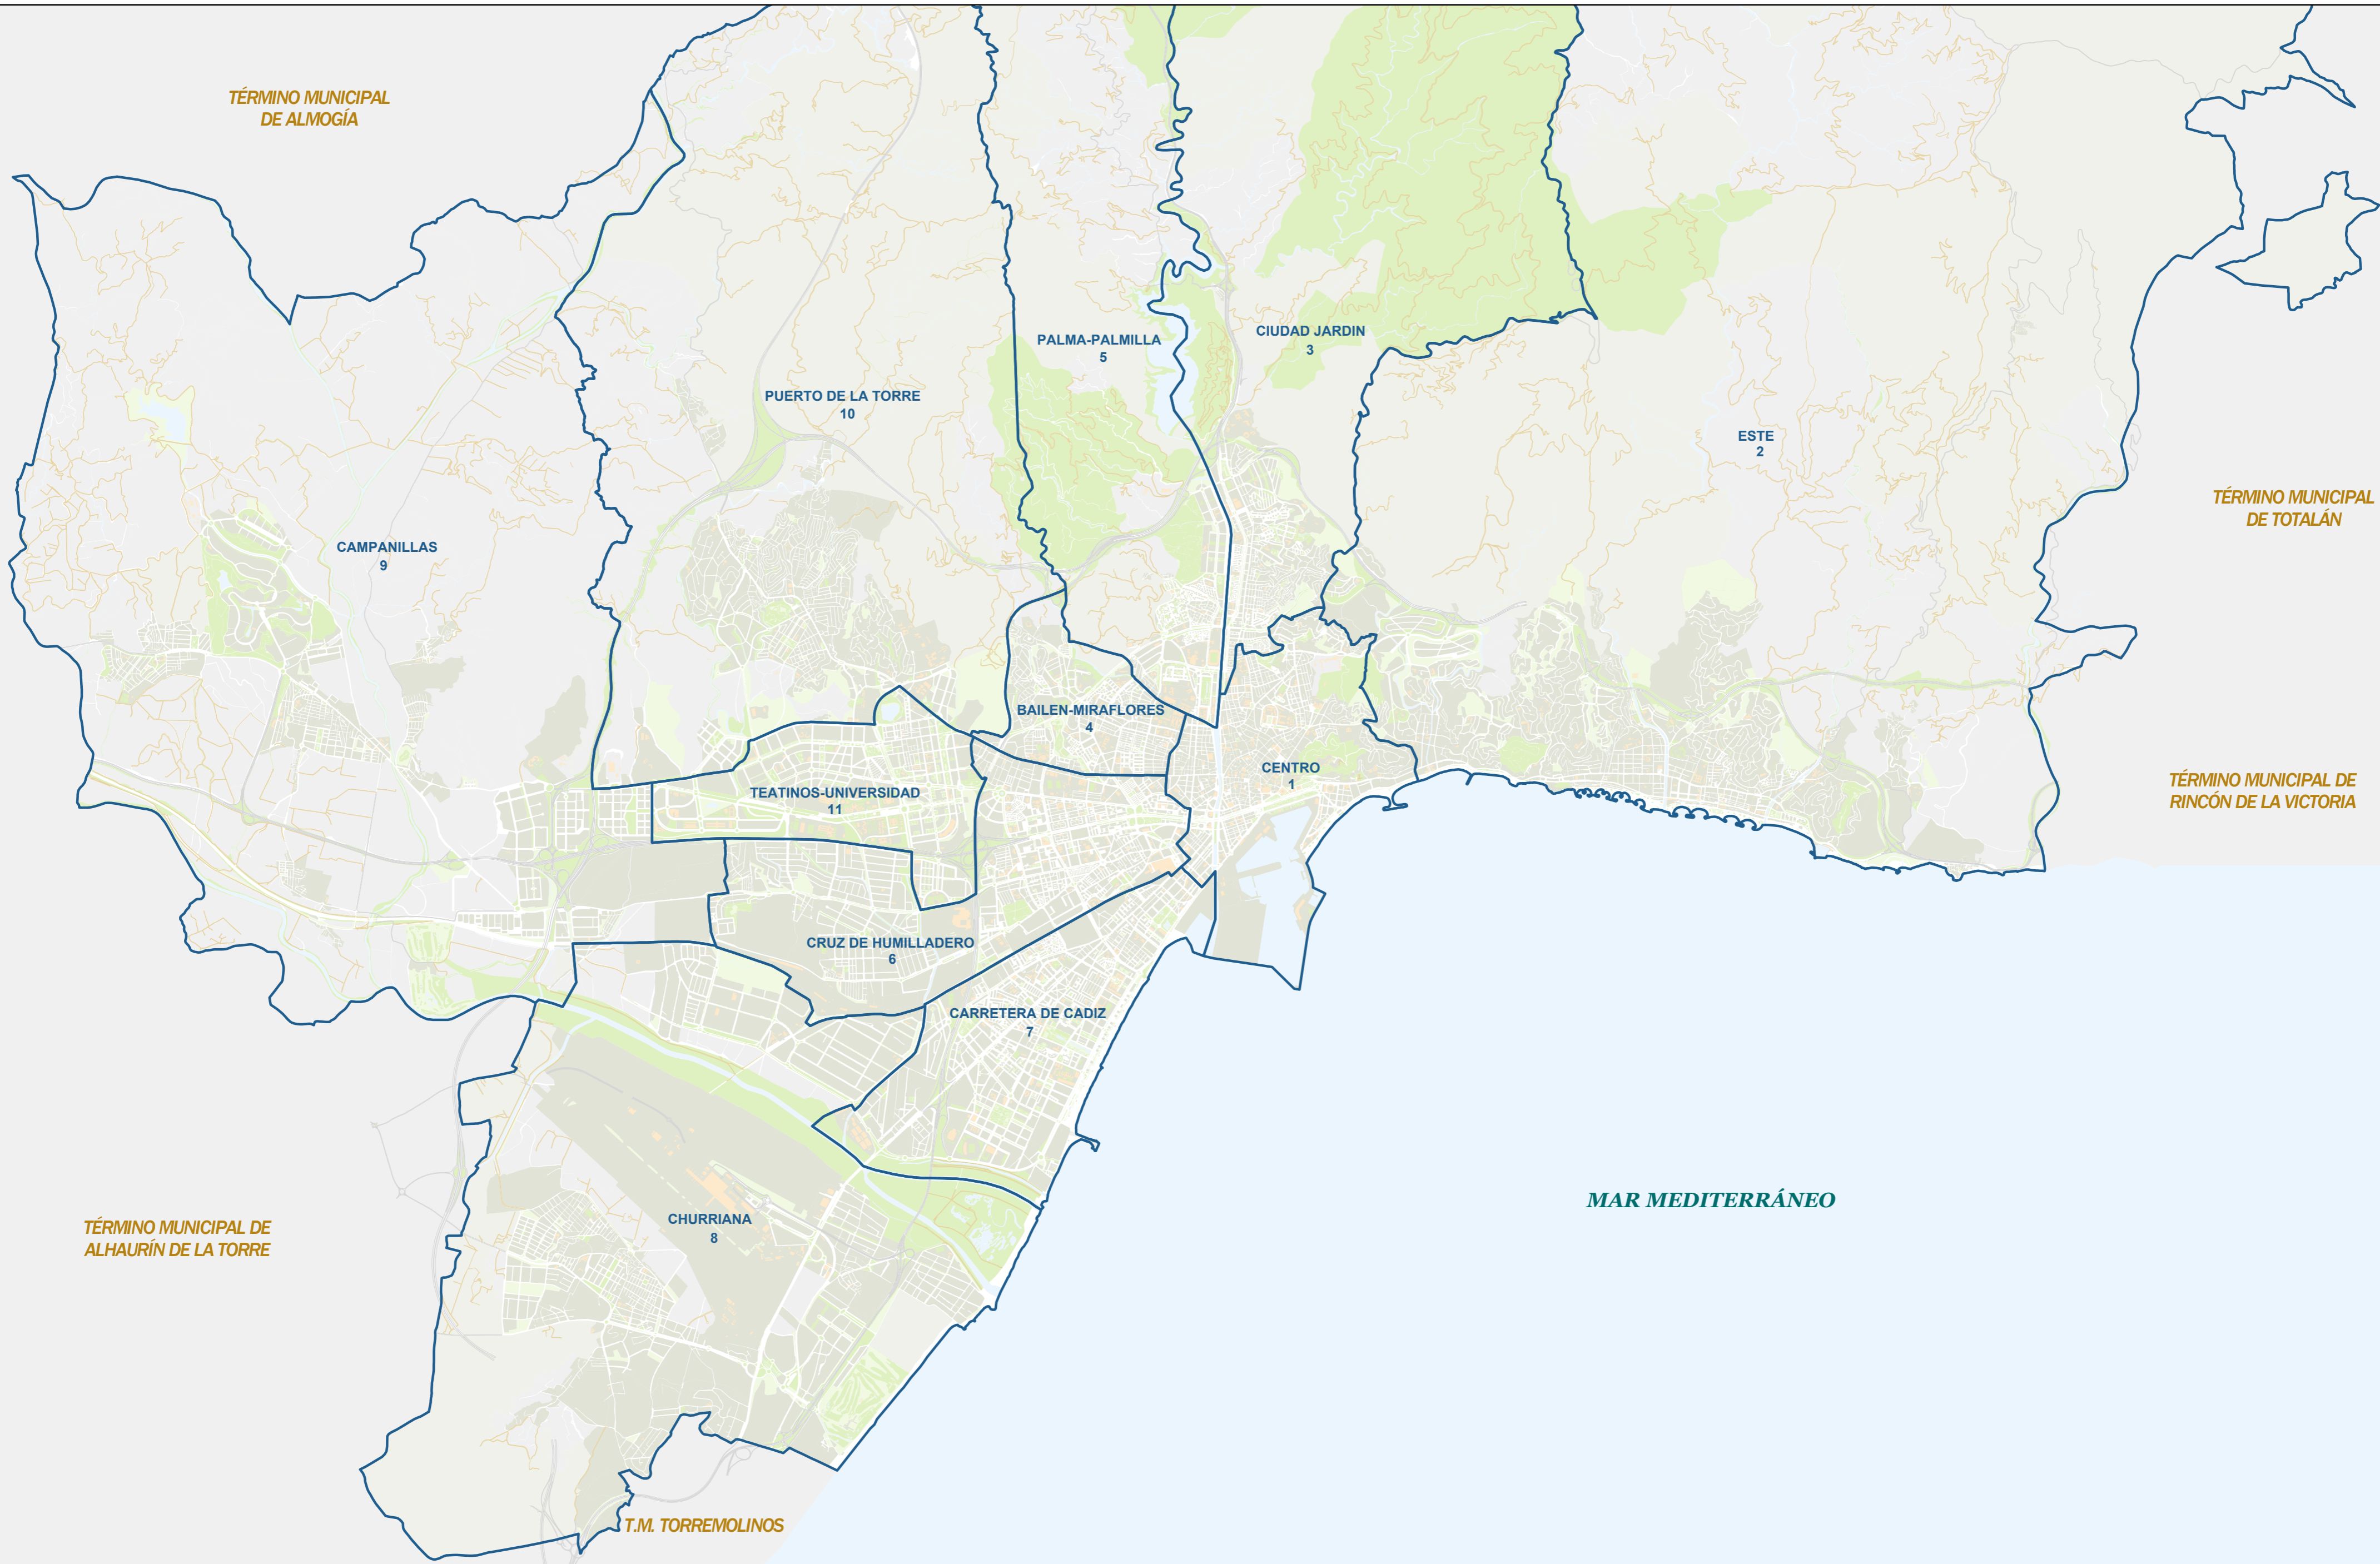 TÉRMINO MUNICIPAL
DE ALMOGÍA
CIUDAD JARDIN
3
PALMA-PALMILLA
5
PUERTO DE LA TORRE
10
ESTE
2
TÉRMINO MUNICIPAL
DE TOTALÁN
CAMPANILLAS
9
BAILEN-MIRAFLORES
4
CENTRO
1
TÉRMINO MUNICIPAL DE
RINCÓN DE LA VICTORIA
TEATINOS-UNIVERSIDAD
11
CRUZ DE HUMILLADERO
6
CARRETERA DE CADIZ
7
MAR MEDITERRÁNEO
CHURRIANA
8
TÉRMINO MUNICIPAL DE
ALHAURÍN DE LA TORRE
T.M. TORREMOLINOS